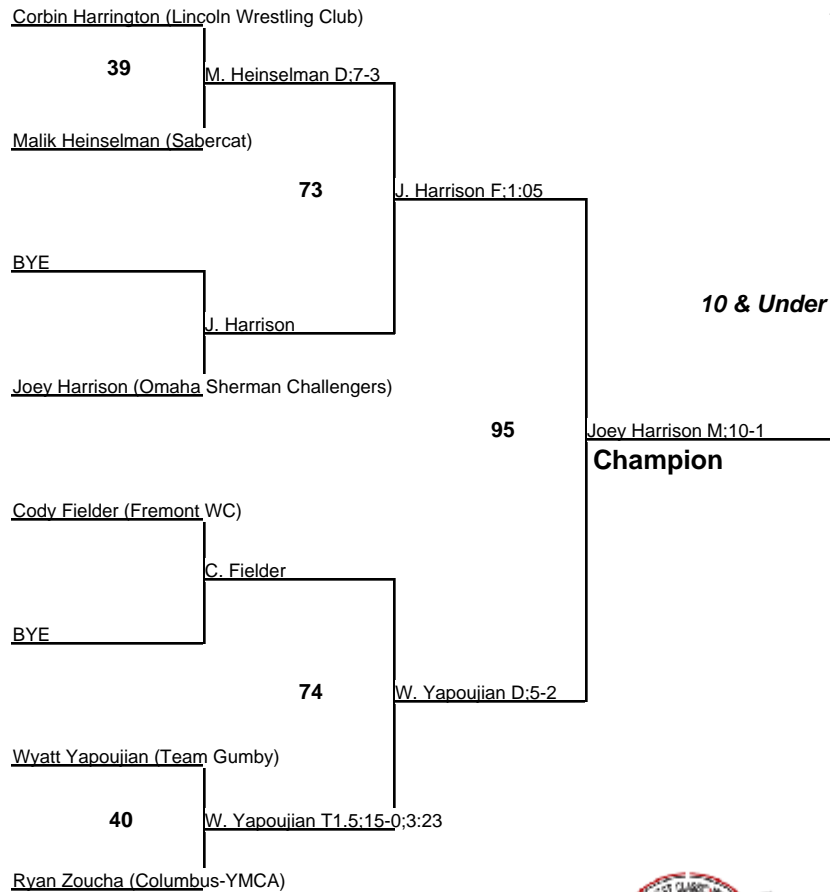 Corbin Harrington (Lincoln Wrestling Club)
39
M. Heinselman D;7-3
Malik Heinselman (Sabercat)
73
J. Harrison F;1:05
BYE
10 & Under
J. Harrison
Joey Harrison (Omaha Sherman Challengers)
95
Joey Harrison M;10-1
Champion
Cody Fielder (Fremont WC)
C. Fielder
BYE
74
W. Yapoujian D;5-2
Wyatt Yapoujian (Team Gumby)
40
W. Yapoujian T1.5;15-0;3:23
Ryan Zoucha (Columbus-YMCA)